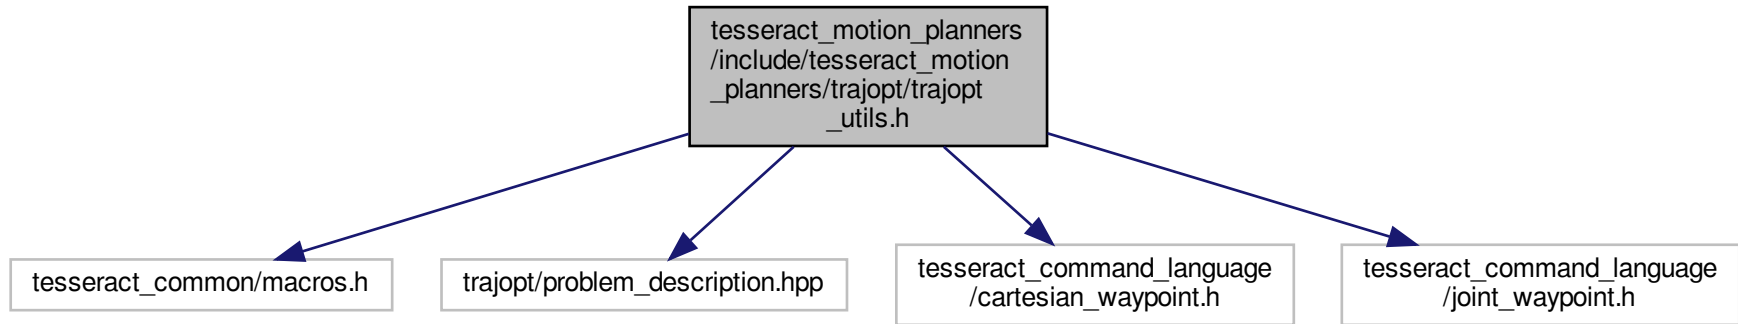 tesseract_motion_planners
/include/tesseract_motion
_planners/trajopt/trajopt
_utils.h
tesseract_common/macros.h
trajopt/problem_description.hpp
tesseract_command_language
/cartesian_waypoint.h
tesseract_command_language
/joint_waypoint.h